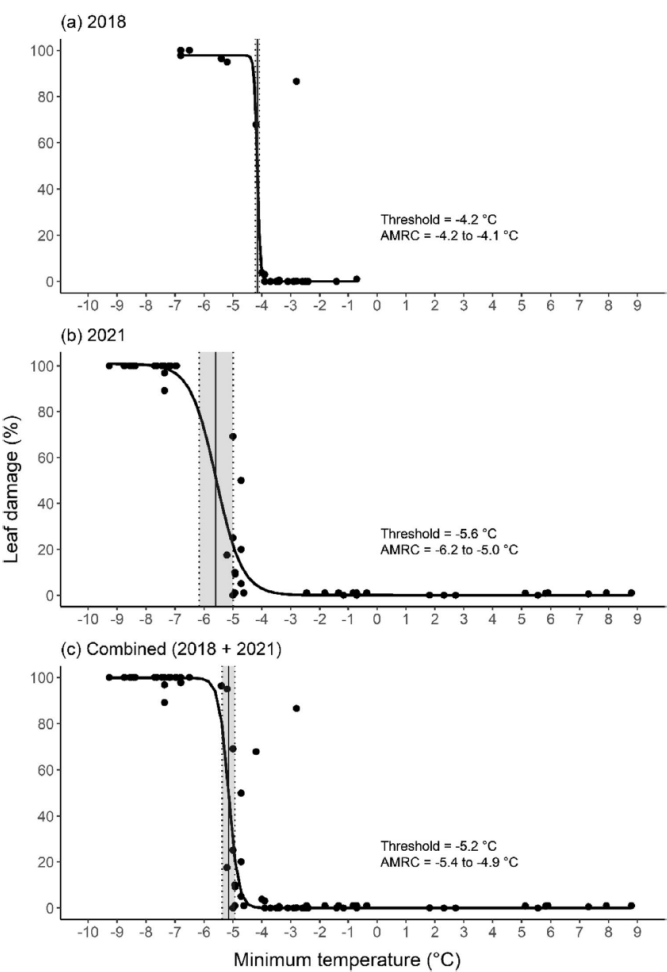 (a) 2018
100
80
60
40
20
0
Threshold = -4.2 °C
AMRC = -4.2 to -4.1 °C
-10 -9 -8 -7 -6 -5 -4 -3 -2 -1 0 1 2 3 4 5 6 7 8 9
(b) 2021
100
80
60
40
20
0
Threshold = -5.6 °C
AMRC = -6.2 to -5.0 °C
-10 -9 -8 -7 -6 -5 -4 -3 -2 -1 0 1 2 3 4 5 6 7 8 9
Leaf damage (%)
(c) Combined (2018 + 2021)
100
80
60
40
20
0
Threshold = -5.2 °C
AMRC = -5.4 to -4.9 °C
-10 -9 -8 -7 -6 -5 -4 -3 -2 -1 0 1 2 3 4 5 6 7 8 9
Minimum temperature (°C)